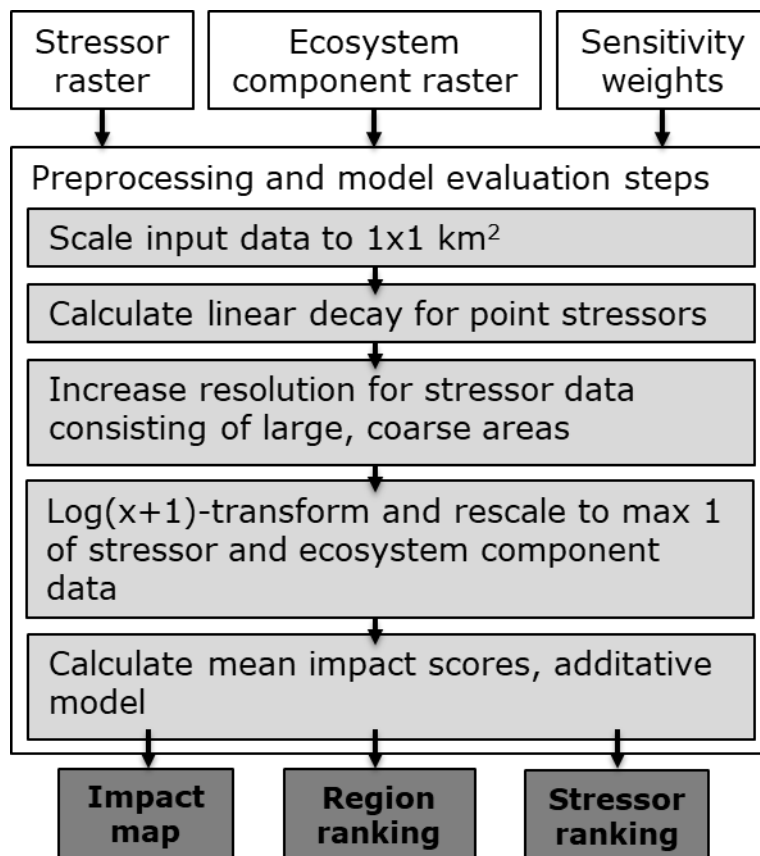 Stressor
raster
Ecosystem
component raster
Sensitivity
weights
Preprocessing and model evaluation steps
Scale input data to 1x1 km²
Calculate linear decay for point stressors
Increase resolution for stressor data
consisting of large, coarse areas
Log(x+1)-transform and rescale to max 1
of stressor and ecosystem component
data
Calculate mean impact scores, additative
model
Impact
map
Region
ranking
Stressor
ranking